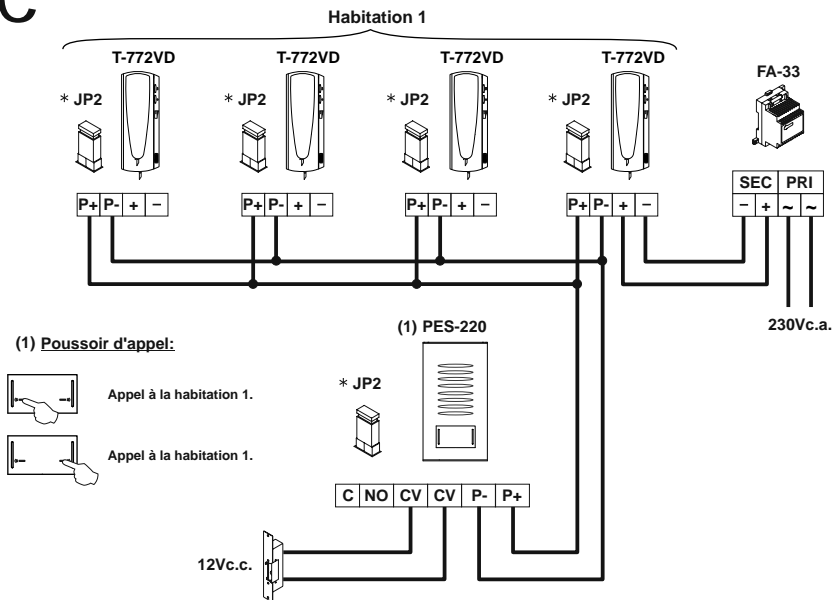 C
Habitation 1
T-772VD T-772VD T-772VD T-772VD
FA-33
* JP2 * JP2 * JP2 * JP2
SEC PRI
P+ P- + – P+ P- + – P+ P- + – P+ P- + – – + ~ ~
230Vc.a.
(1) PES-220
(1) Poussoir d'appel:
* JP2
Appel à la habitation 1.
Appel à la habitation 1.
C NO CV CV P- P+
12Vc.c.